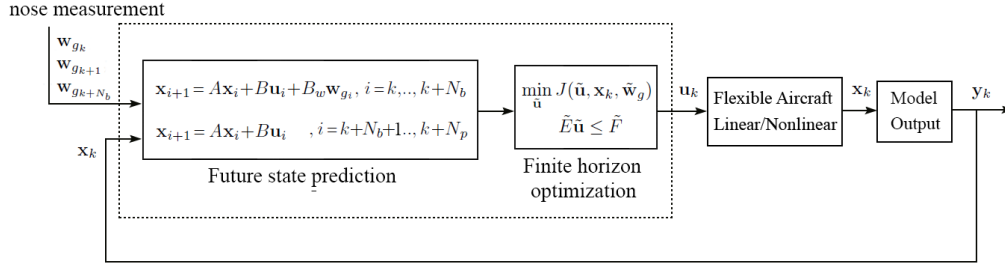 nose measurement
w_{g_k}
w_{g_{k+1}}
w_{g_{k+N_b}}
x_{i+1} = Ax_i + Bu_i + B_w w_{g_i}, i = k,.., k+N_b
x_{i+1} = Ax_i + Bu_i , i = k+N_b+1.., k+N_p
x_k
Future state prediction
min_ũ J(ũ, x_k, w̃_g)
Ẽũ ≤ F̃
Finite horizon
optimization
u_k
Flexible Aircraft
Linear/Nonlinear
x_k
Model
Output
y_k